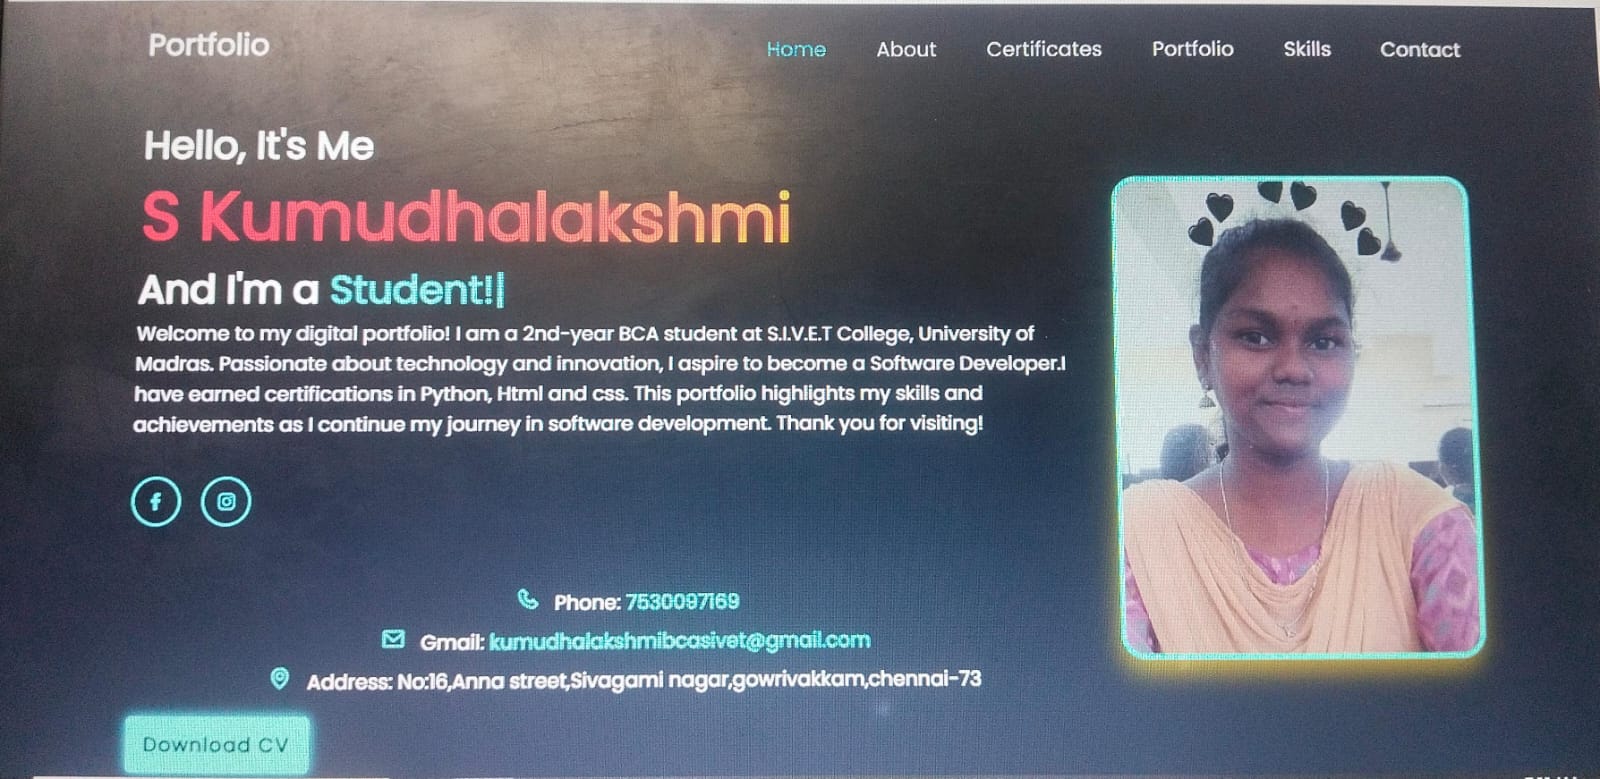 Portfolio
Home About Certificates Portfolio Skills Contact
Hello, It's Me
S Kumudhalakshmi
And I'm a Student!|
Welcome to my digital portfolio! I am a 2nd-year BCA student at S.I.V.E.T College, University of
Madras. Passionate about technology and innovation, I aspire to become a Software Developer.I
have earned certifications in Python, Html and css. This portfolio highlights my skills and
achievements as I continue my journey in software development. Thank you for visiting!
Phone: 7530097169
Gmail: kumudhalakshmibcasivet@gmail.com
Address: No:16,Anna street,Sivagami nagar,gowrivakkam,chennai-73
Download CV